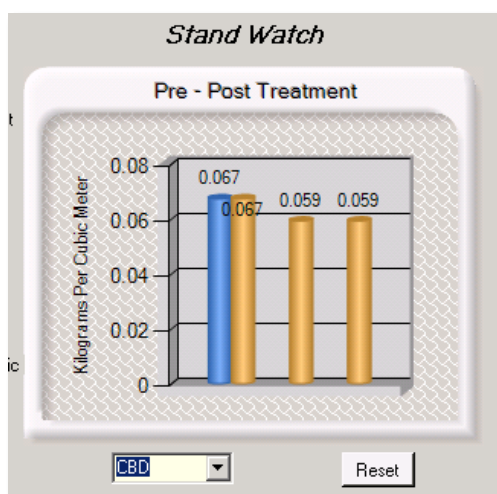 Stand Watch
Pre - Post Treatment
t
Kilograms Per Cubic Meter
0.08
0.06
0.04
0.02
0
0.067
0.067
0.059
0.059
ic
CBD
Reset